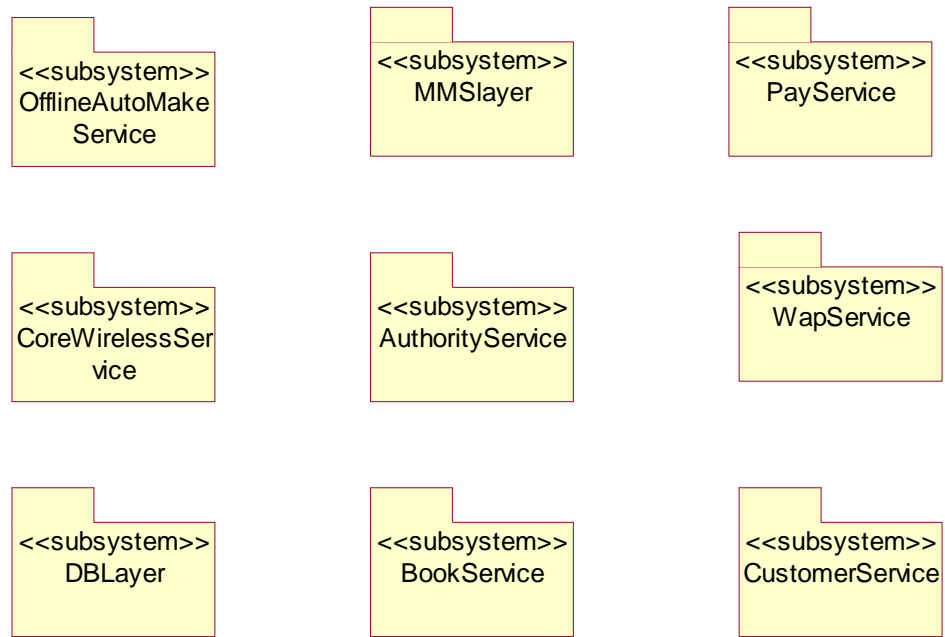 <<subsystem>>
OfflineAutoMake
Service
<<subsystem>>
MMSlayer
<<subsystem>>
PayService
<<subsystem>>
CoreWirelessSer
vice
<<subsystem>>
AuthorityService
<<subsystem>>
WapService
<<subsystem>>
DBLayer
<<subsystem>>
BookService
<<subsystem>>
CustomerService